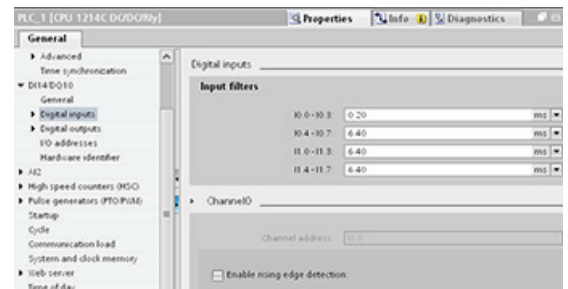 PLC_1 [CPU 1214C DC/DC/Rly]
Properties
Info
Diagnostics
General
Advanced
Time synchronization
DI14/DQ10
General
Digital inputs
Digital outputs
I/O addresses
Hardware identifier
AI2
High speed counters (HSC)
Pulse generators (PTO/PWM)
Startup
Cycle
Communication load
System and clock memory
Web server
Time of day
Digital inputs
Input filters
I0.0-I0.3: 0.20 ms
I0.4-I0.7: 6.40 ms
I1.0-I1.3: 6.40 ms
I1.4-I1.7: 6.40 ms
Channel0
Channel address: I0.0
Enable rising edge detection